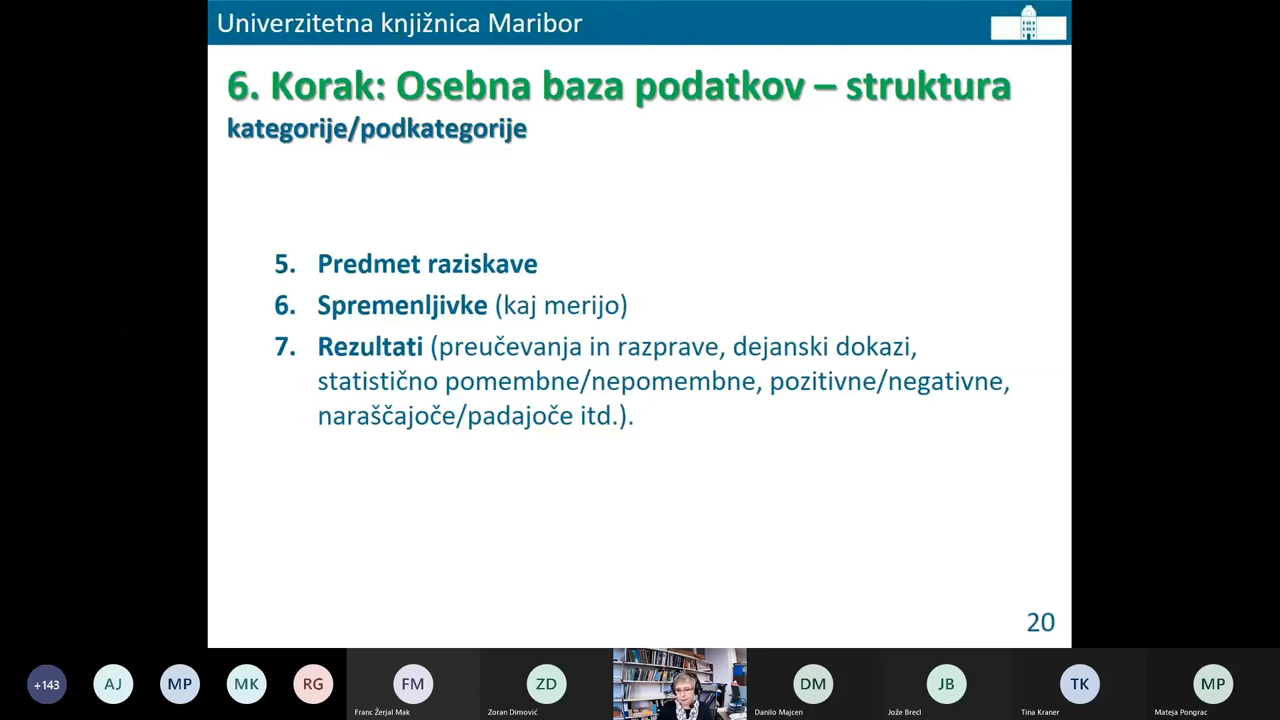 Univerzitetna knjižnica Maribor
6. Korak: Osebna baza podatkov – struktura
kategorije/podkategorije
5. Predmet raziskave
6. Spremenljivke (kaj merijo)
7. Rezultati (preučevanja in razprave, dejanski dokazi,
statistično pomembne/nepomembne, pozitivne/negativne,
naraščajoče/padajoče itd.).
20
+143
AJ
MP
MK
RG
FM
ZD
DM
JB
TK
MP
Franc Žerjal Mak
Zoran Dimović
Danilo Majcen
Jože Brecl
Tina Kraner
Mateja Pongrac